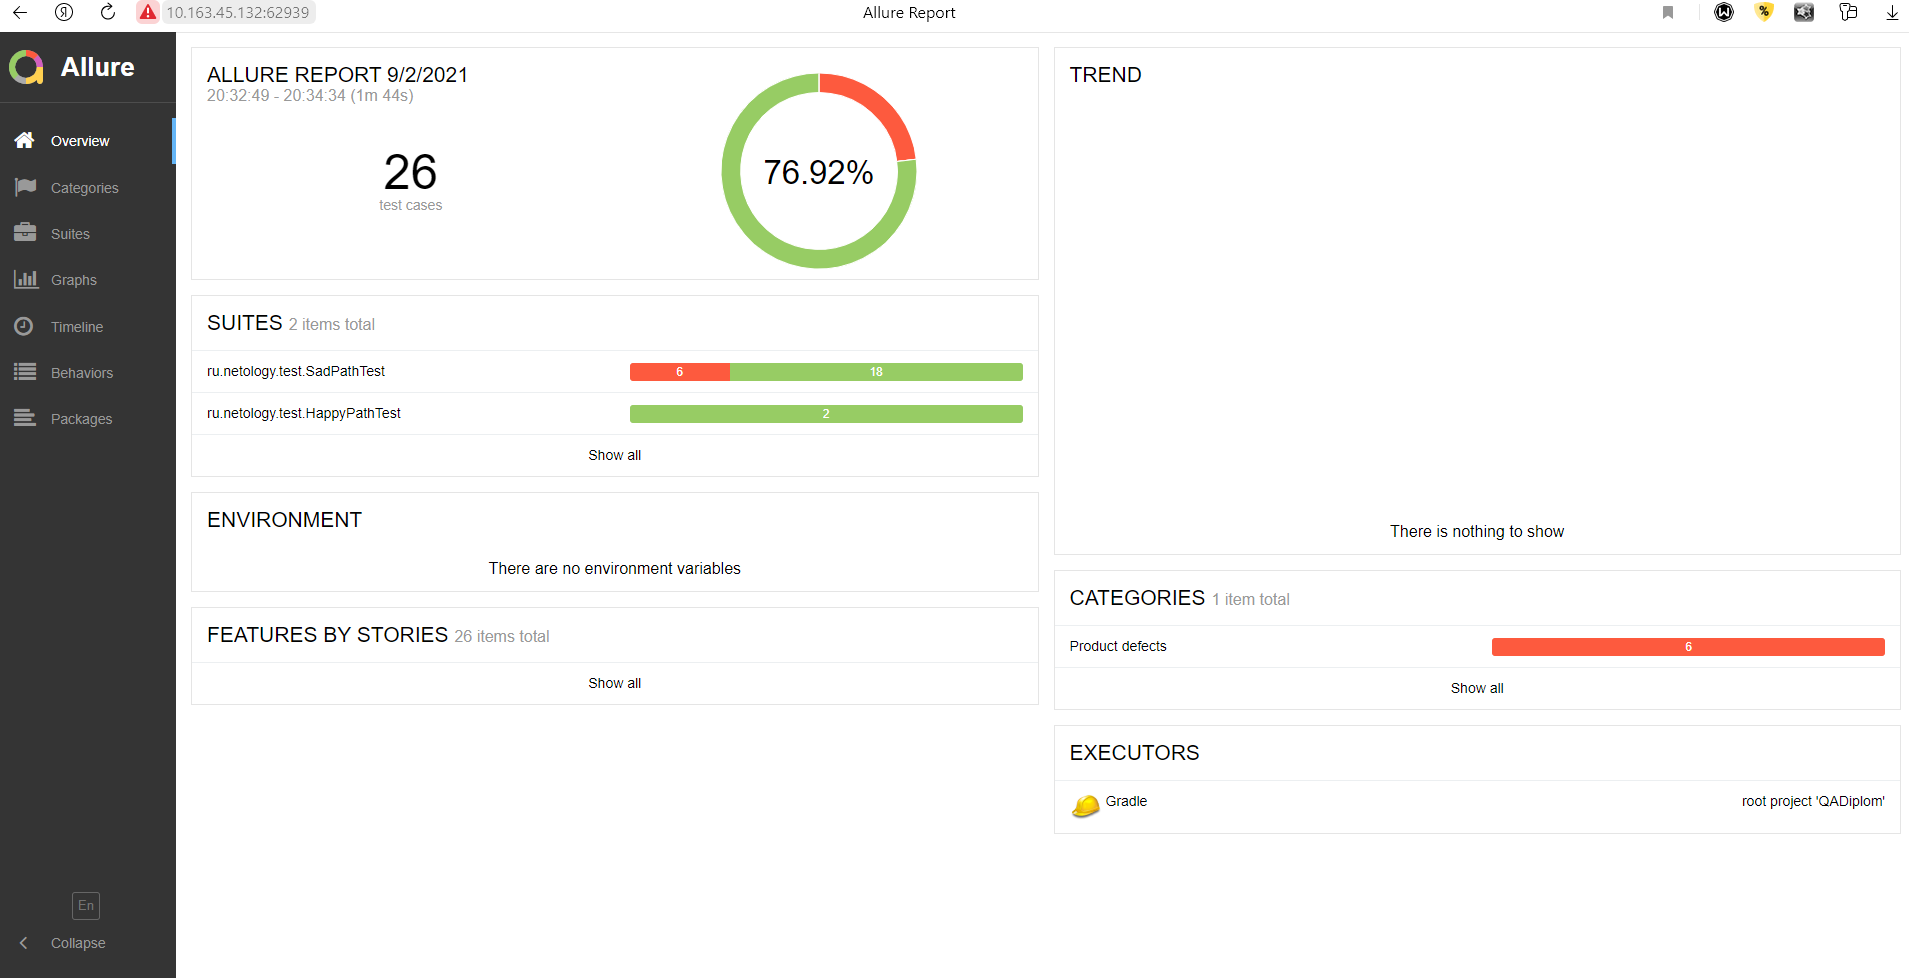 10.163.45.132:62939
Allure Report
Allure
Overview
Categories
Suites
Graphs
Timeline
Behaviors
Packages
En
Collapse
ALLURE REPORT 9/2/2021
20:32:49 - 20:34:34 (1m 44s)
26
test cases
76.92%
SUITES 2 items total
ru.netology.test.SadPathTest 6 18
ru.netology.test.HappyPathTest 2
Show all
ENVIRONMENT
There are no environment variables
FEATURES BY STORIES 26 items total
Show all
TREND
There is nothing to show
CATEGORIES 1 item total
Product defects 6
Show all
EXECUTORS
Gradle root project 'QADiplom'